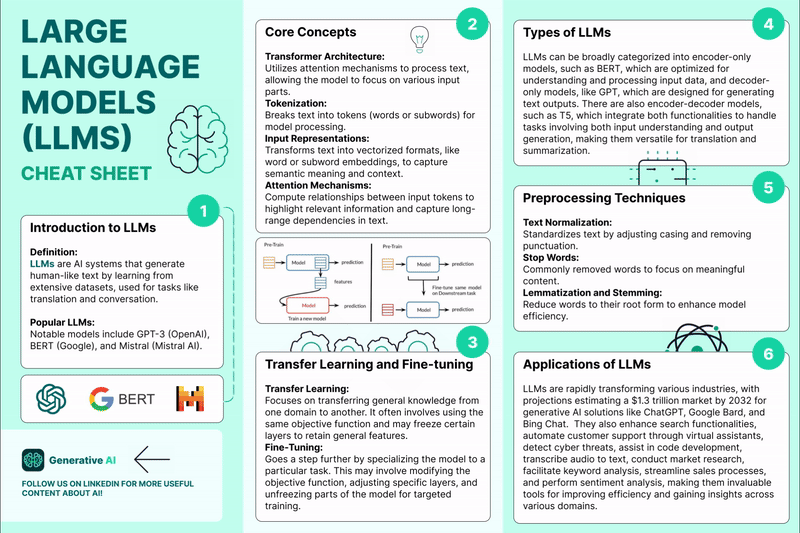 LARGE
LANGUAGE
MODELS
(LLMS)
CHEAT SHEET
1
Introduction to LLMs
Definition:
LLMs are AI systems that generate
human-like text by learning from
extensive datasets, used for tasks like
translation and conversation.
Popular LLMs:
Notable models include GPT-3 (OpenAI),
BERT (Google), and Mistral (Mistral AI).
BERT
Generative AI
FOLLOW US ON LINKEDIN FOR MORE USEFUL
CONTENT ABOUT AI!
2
Core Concepts
Transformer Architecture:
Utilizes attention mechanisms to process text,
allowing the model to focus on various input
parts.
Tokenization:
Breaks text into tokens (words or subwords) for
model processing.
Input Representations:
Transforms text into vectorized formats, like
word or subword embeddings, to capture
semantic meaning and context.
Attention Mechanisms:
Compute relationships between input tokens to
highlight relevant information and capture long-
range dependencies in text.
Pre-Train
Model
prediction
features
Model
prediction
Train a new model
Pre-Train
Model
prediction
Fine-tune same model
on Downstream task
Model
prediction
3
Transfer Learning and Fine-tuning
Transfer Learning:
Focuses on transferring general knowledge from
one domain to another. It often involves using the
same objective function and may freeze certain
layers to retain general features.
Fine-Tuning:
Goes a step further by specializing the model to a
particular task. This may involve modifying the
objective function, adjusting specific layers, and
unfreezing parts of the model for targeted
training.
4
Types of LLMs
LLMs can be broadly categorized into encoder-only
models, such as BERT, which are optimized for
understanding and processing input data, and decoder-
only models, like GPT, which are designed for generating
text outputs. There are also encoder-decoder models,
such as T5, which integrate both functionalities to handle
tasks involving both input understanding and output
generation, making them versatile for translation and
summarization.
5
Preprocessing Techniques
Text Normalization:
Standardizes text by adjusting casing and removing
punctuation.
Stop Words:
Commonly removed words to focus on meaningful
content.
Lemmatization and Stemming:
Reduce words to their root form to enhance model
efficiency.
6
Applications of LLMs
LLMs are rapidly transforming various industries, with
projections estimating a $1.3 trillion market by 2032 for
generative AI solutions like ChatGPT, Google Bard, and
Bing Chat. They also enhance search functionalities,
automate customer support through virtual assistants,
detect cyber threats, assist in code development,
transcribe audio to text, conduct market research,
facilitate keyword analysis, streamline sales processes,
and perform sentiment analysis, making them invaluable
tools for improving efficiency and gaining insights across
various domains.